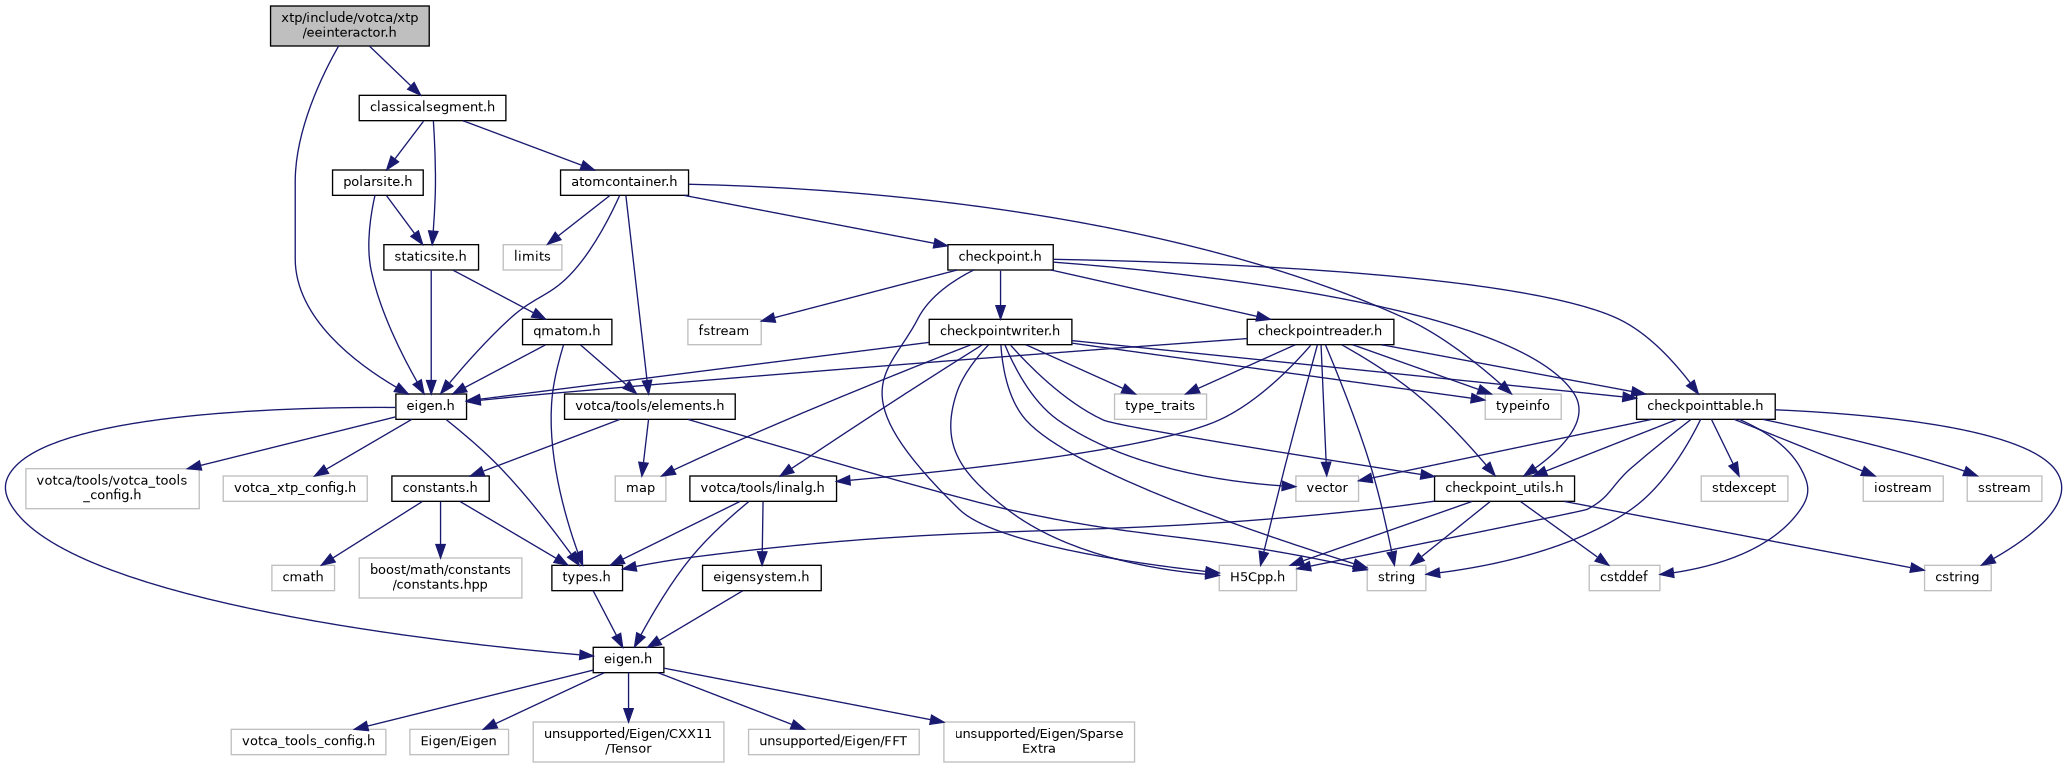 xtp/include/votca/xtp
/eeinteractor.h
classicalsegment.h
polarsite.h
atomcontainer.h
staticsite.h
limits
checkpoint.h
qmatom.h
fstream
checkpointwriter.h
checkpointreader.h
eigen.h
votca/tools/elements.h
type_traits
typeinfo
checkpointtable.h
votca/tools/votca_tools
_config.h
votca_xtp_config.h
constants.h
map
votca/tools/linalg.h
vector
checkpoint_utils.h
stdexcept
iostream
sstream
cmath
boost/math/constants
/constants.hpp
types.h
eigensystem.h
H5Cpp.h
string
cstddef
cstring
eigen.h
votca_tools_config.h
Eigen/Eigen
unsupported/Eigen/CXX11
/Tensor
unsupported/Eigen/FFT
unsupported/Eigen/Sparse
Extra